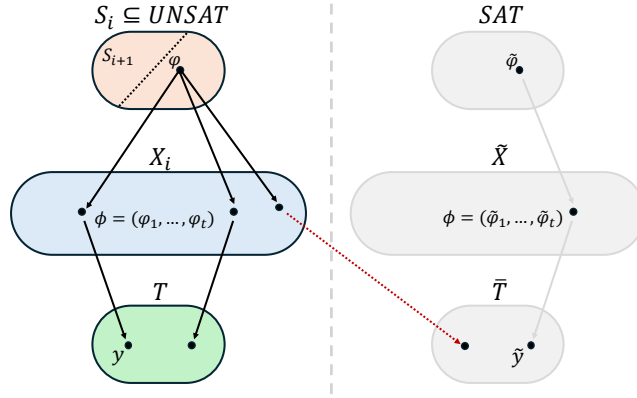 S_i ⊆ UNSAT
SAT
S_{i+1}
φ
φ̃
X_i
X̃
ϕ = (φ_1, …, φ_t)
ϕ = (φ̃_1, …, φ̃_t)
T
T̄
y
ỹ